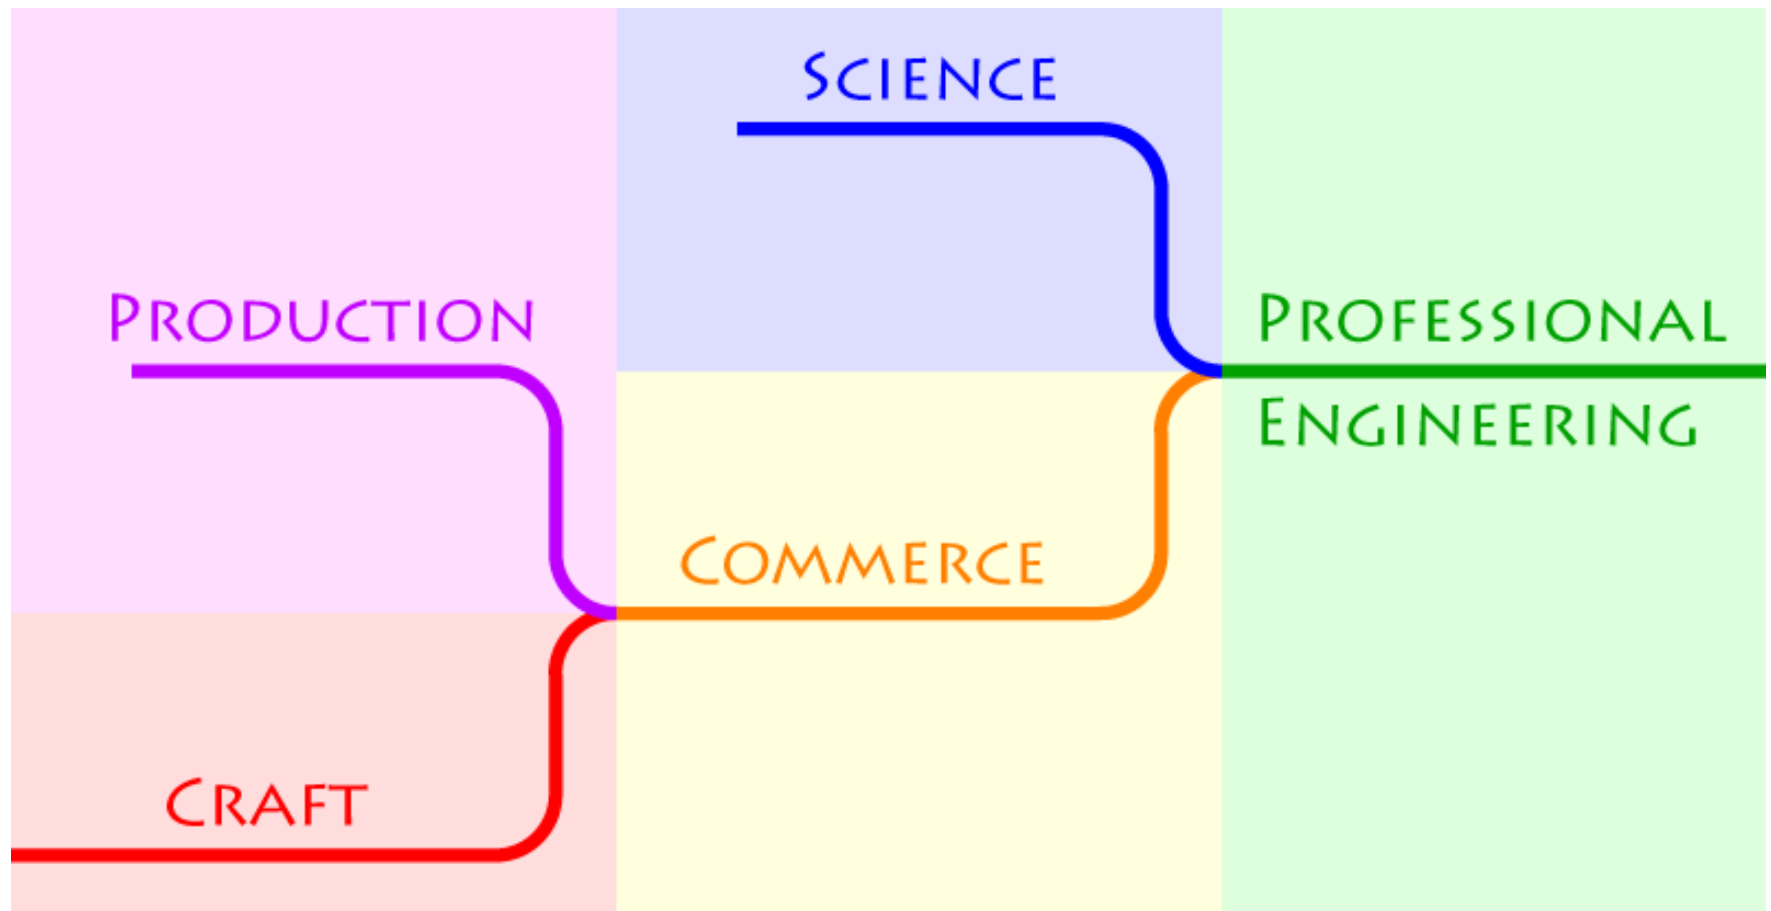 Science
Production
Professional
Engineering
Commerce
Craft